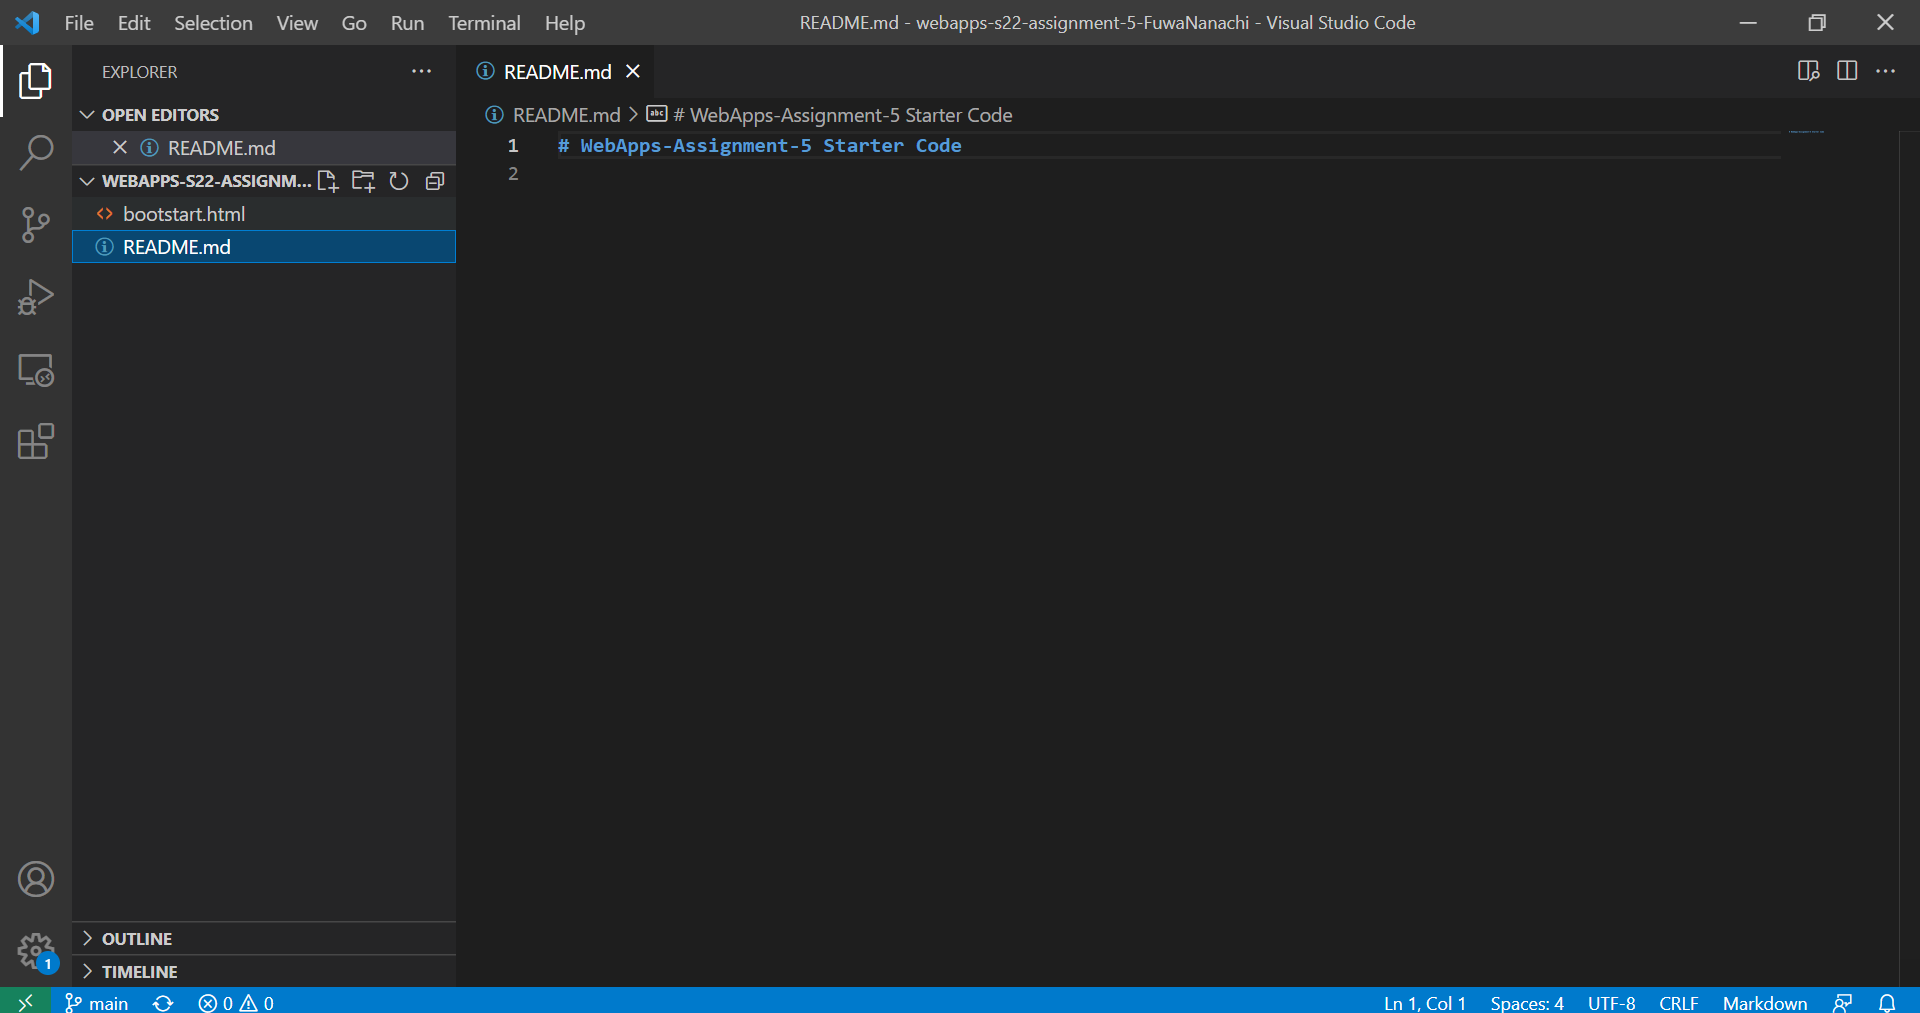 File Edit Selection View Go Run Terminal Help README.md - webapps-s22-assignment-5-FuwaNanachi - Visual Studio Code
EXPLORER
README.md
OPEN EDITORS
README.md > # WebApps-Assignment-5 Starter Code
README.md
1 # WebApps-Assignment-5 Starter Code
2
WEBAPPS-S22-ASSIGNM...
bootstart.html
README.md
OUTLINE
TIMELINE
1
main 0 0 Ln 1, Col 1 Spaces: 4 UTF-8 CRLF Markdown